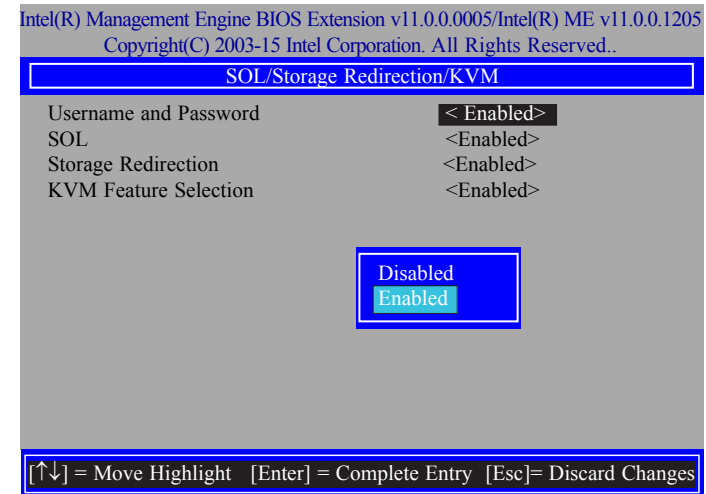 Intel(R) Management Engine BIOS Extension v11.0.0.0005/Intel(R) ME v11.0.0.1205
Copyright(C) 2003-15 Intel Corporation. All Rights Reserved..
SOL/Storage Redirection/KVM
Username and Password < Enabled>
SOL <Enabled>
Storage Redirection <Enabled>
KVM Feature Selection <Enabled>
Disabled
Enabled
[↑↓] = Move Highlight [Enter] = Complete Entry [Esc]= Discard Changes